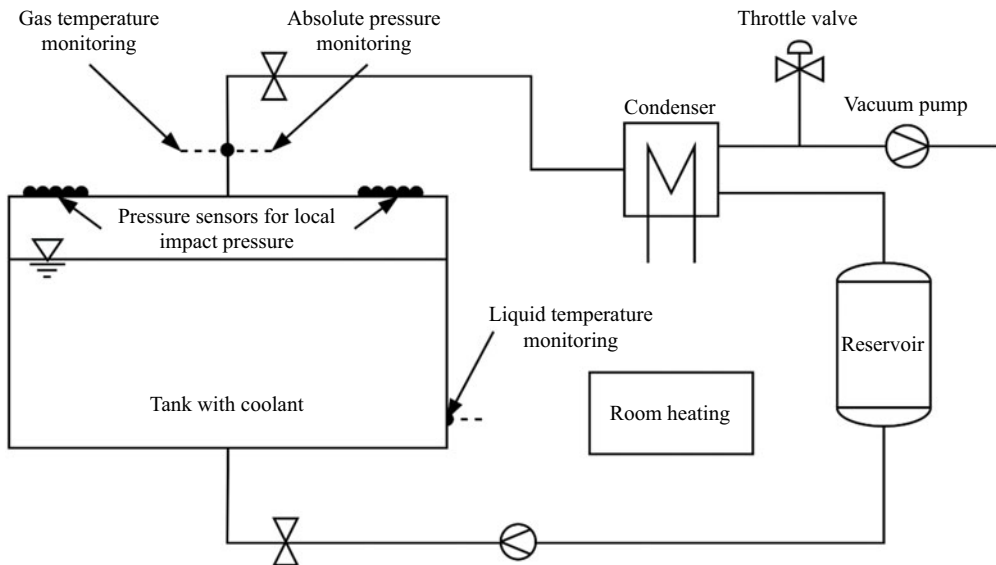 Gas temperature
monitoring
Absolute pressure
monitoring
Throttle valve
Condenser
Vacuum pump
Pressure sensors for local
impact pressure
Liquid temperature
monitoring
Reservoir
Tank with coolant
Room heating